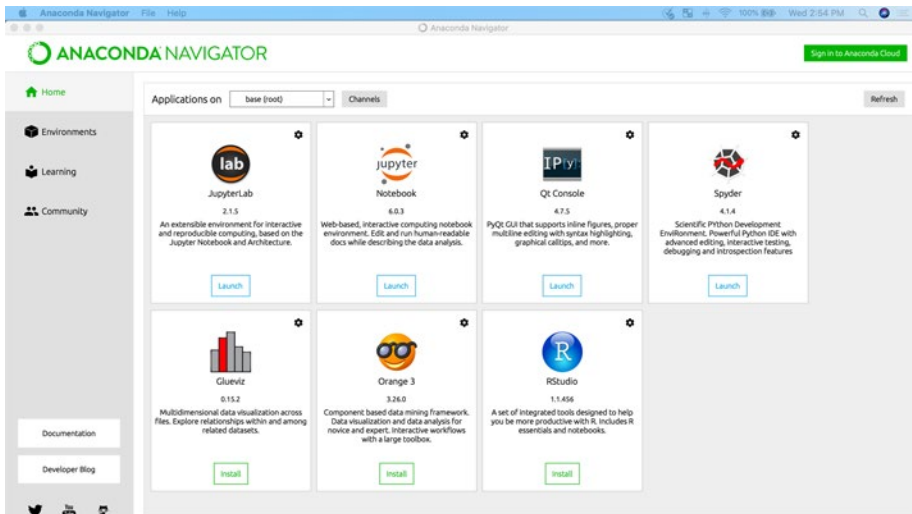 Anaconda Navigator File Help 100% Wed 2:54 PM
Anaconda Navigator
ANACONDA NAVIGATOR
Sign in to Anaconda Cloud
Home
Environments
Learning
Community
Documentation
Developer Blog
Applications on base (root) Channels Refresh
lab
JupyterLab
2.1.5
An extensible environment for interactive
and reproducible computing, based on the
Jupyter Notebook and Architecture.
Launch
jupyter
Notebook
6.0.3
Web-based, interactive computing notebook
environment. Edit and run human-readable
docs while describing the data analysis.
Launch
IP[y]
Qt Console
4.7.5
PyQt GUI that supports inline figures, proper
multiline editing with syntax highlighting,
graphical calltips, and more.
Launch
Spyder
4.1.4
Scientific PYthon Development
EnviRonment. Powerful Python IDE with
advanced editing, interactive testing,
debugging and introspection features
Launch
Glueviz
0.15.2
Multidimensional data visualization across
files. Explore relationships within and among
related datasets.
Install
Orange 3
3.26.0
Component based data mining framework.
Data visualization and data analysis for
novice and expert. Interactive workflows
with a large toolbox.
Install
R
RStudio
1.1.456
A set of integrated tools designed to help
you be more productive with R. Includes R
essentials and notebooks.
Install